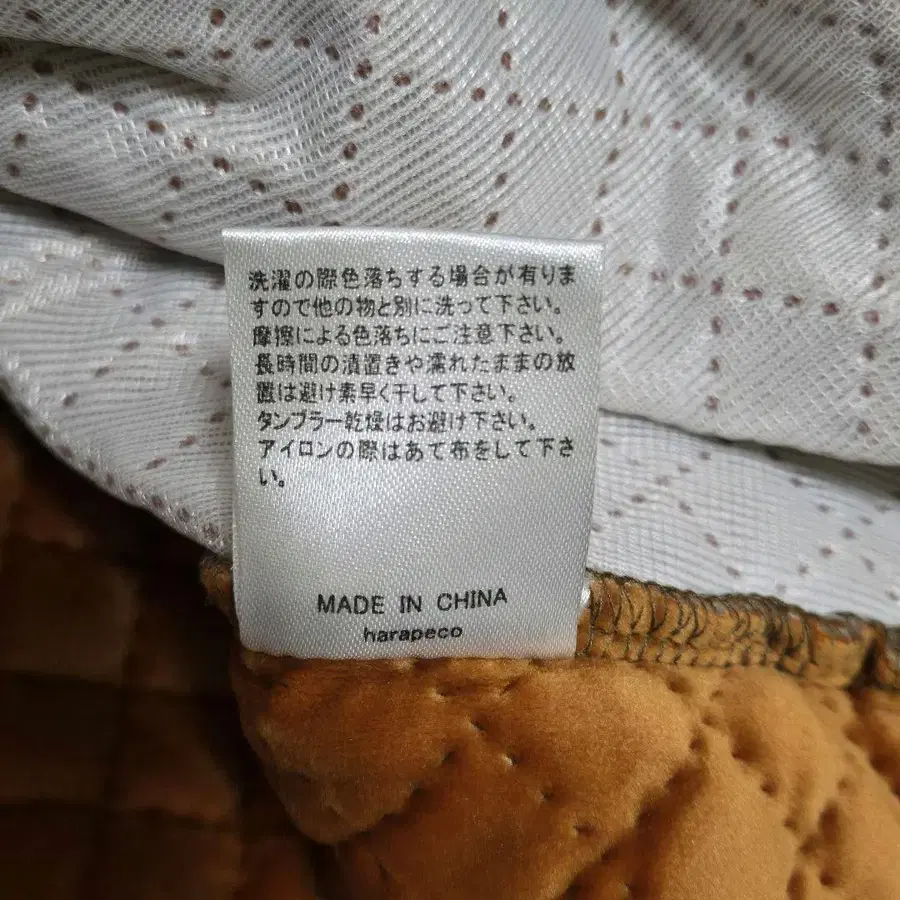 洗濯の際色落ちする場合が有りま
すので他の物と別に洗って下さい。
摩擦による色落ちにご注意下さい。
長時間の漬置きや濡れたままの放
置は避け素早く干して下さい。
タンブラー乾燥はお避け下さい。
アイロンの際はあて布をして下さ
い。
MADE IN CHINA
harapeco